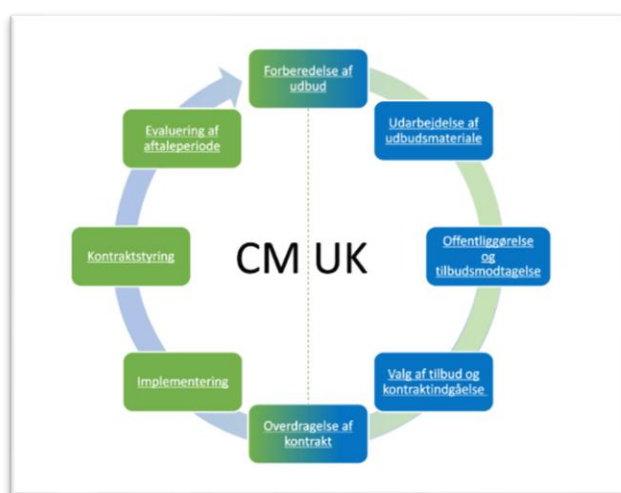 Forberedelse af
udbud
Udarbejdelse af
udbudsmateriale
Offentliggørelse
og
tilbudsmodtagelse
Valg af tilbud og
kontraktindgåelse
Overdragelse af
kontrakt
Implementering
Kontraktstyring
Evaluering af
aftaleperiode
CM UK